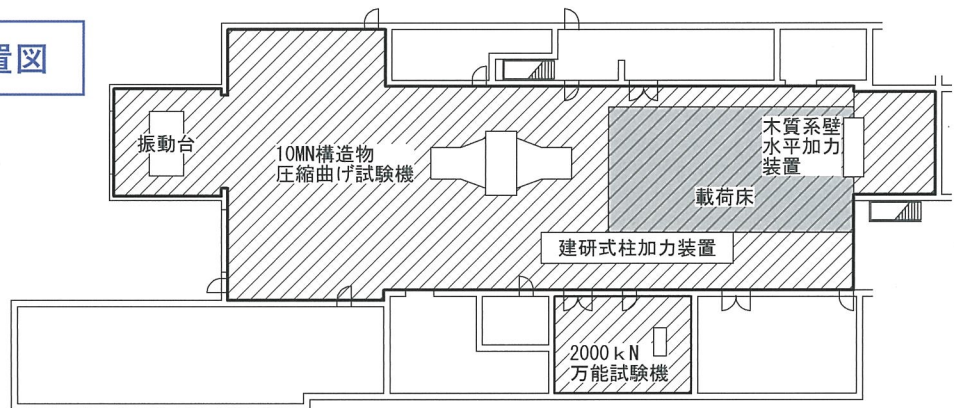 置図
振動台
10MN構造物
圧縮曲げ試験機
木質系壁
水平加力
装置
載荷床
建研式柱加力装置
2000kN
万能試験機